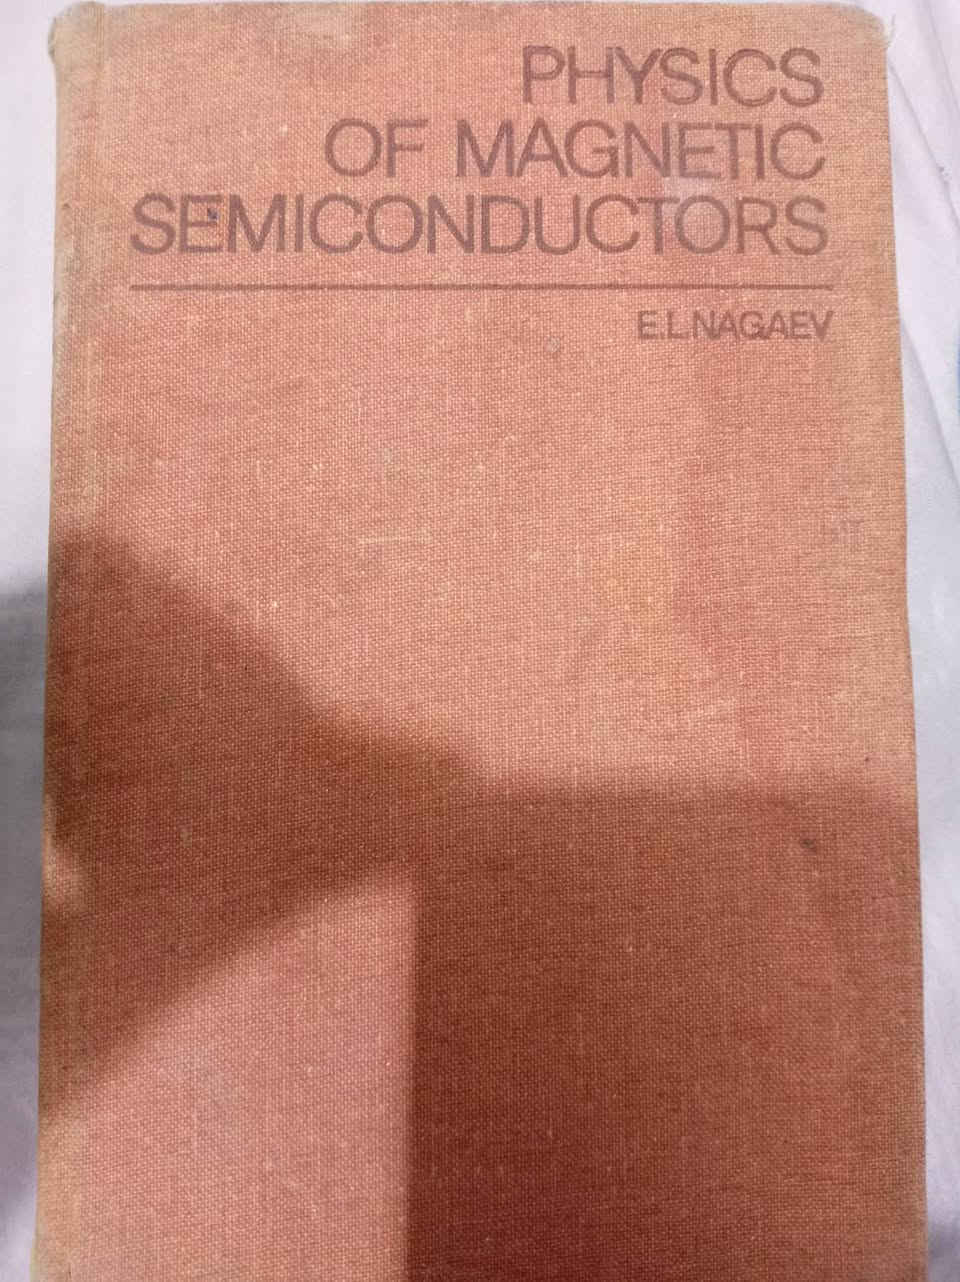 PHYSICS
OF MAGNETIC
SEMICONDUCTORS
E.L.NAGAEV